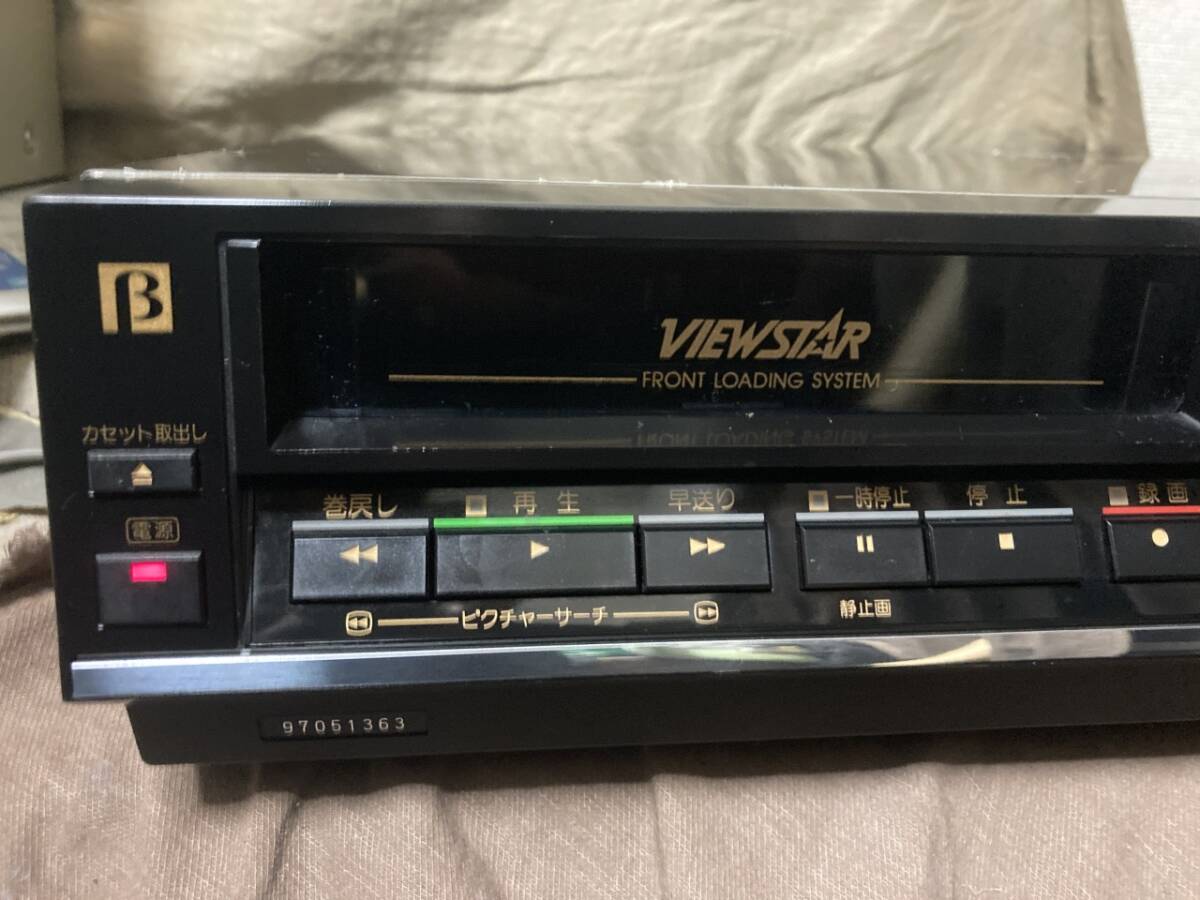 β
VIEWSTAR
FRONT LOADING SYSTEM
カセット取出し
電源
巻戻し 再生 早送り 一時停止 停止 録画
ピクチャーサーチ 静止画
97051363